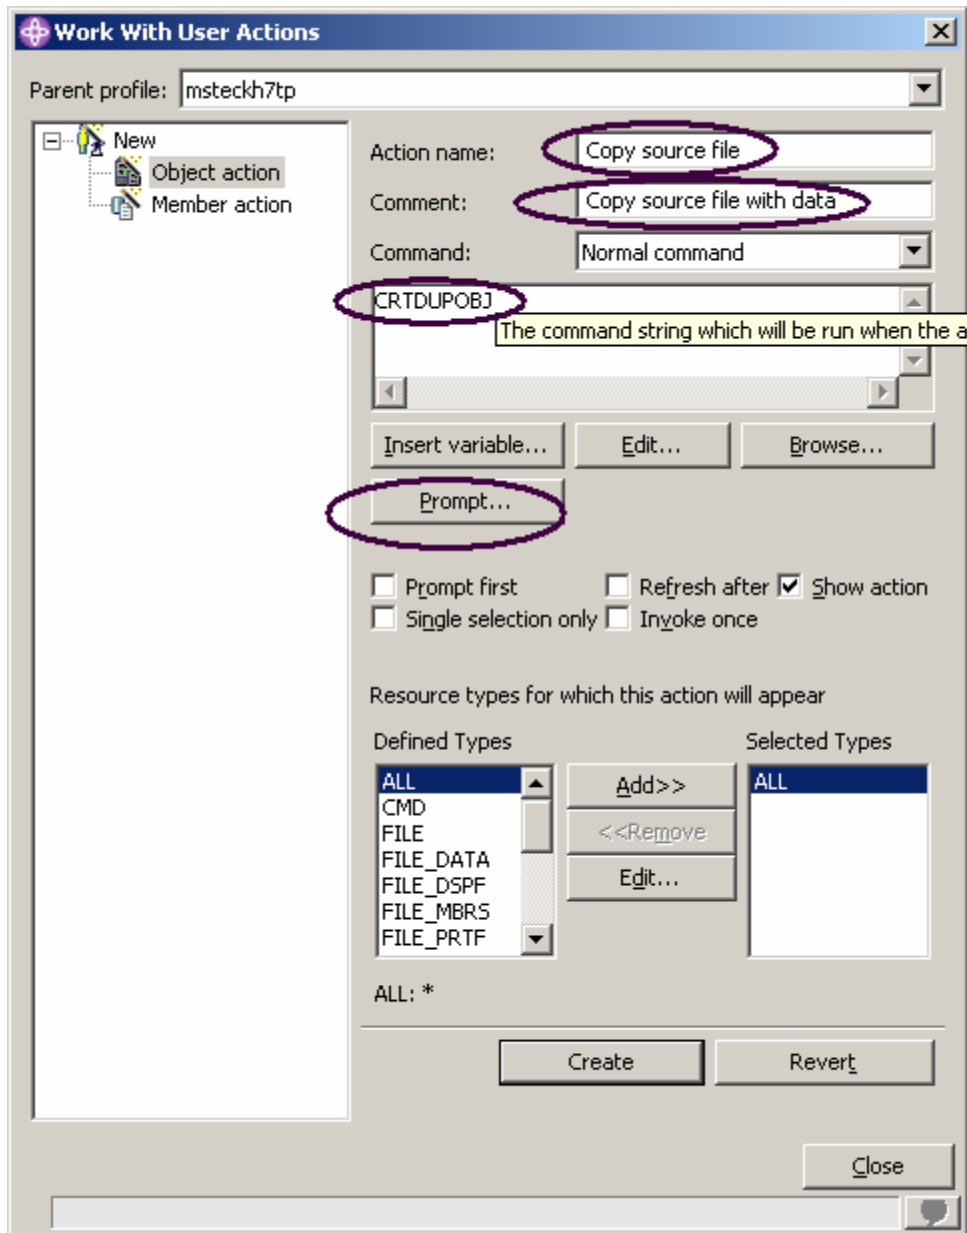 Work With User Actions
Parent profile: msteckh7tp
New
Object action
Member action
Action name: Copy source file
Comment: Copy source file with data
Command: Normal command
CRTDUPOBJ
The command string which will be run when the a
Insert variable... Edit... Browse...
Prompt...
Prompt first Refresh after Show action
Single selection only Invoke once
Resource types for which this action will appear
Defined Types Selected Types
ALL Add>> ALL
CMD
FILE <<Remove
FILE_DATA
FILE_DSPF Edit...
FILE_MBRS
FILE_PRTF
ALL: *
Create Revert
Close